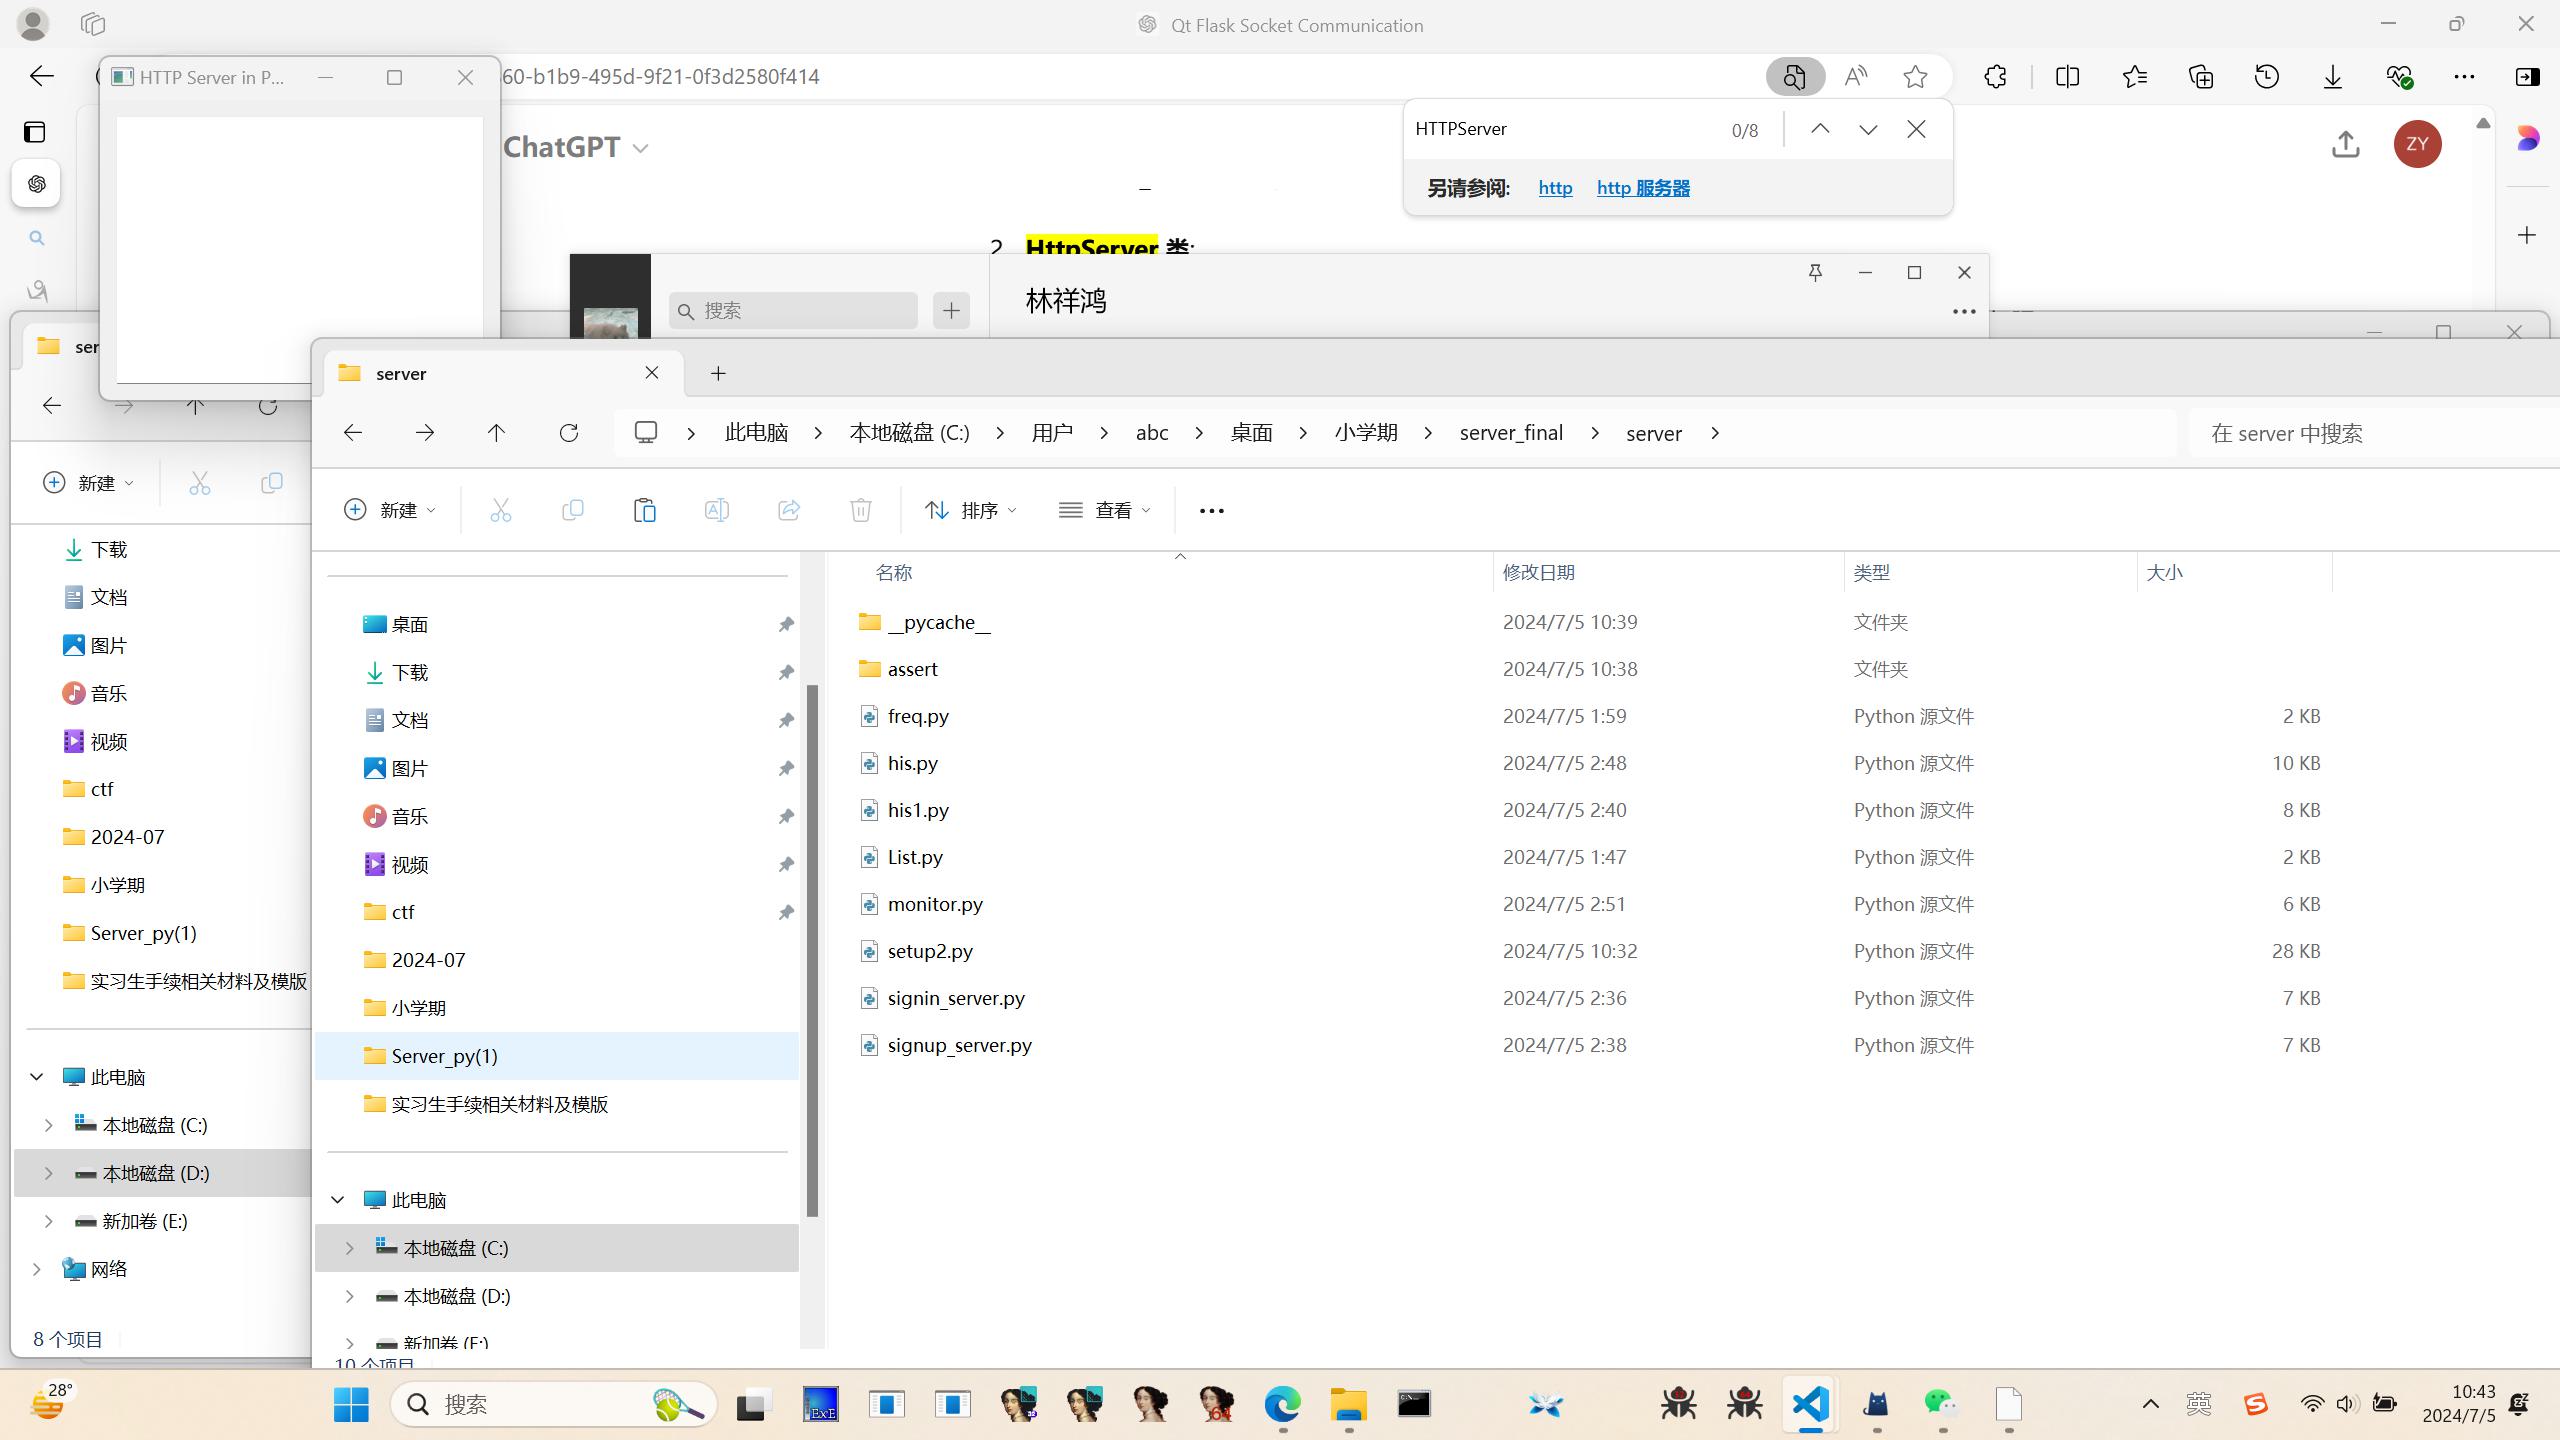 Qt Flask Socket Communication
HTTP Server in P...
60-b1b9-495d-9f21-0f3d2580f414
HTTPServer
0/8
另请参阅:
http
http 服务器
ChatGPT
ZY
2
HttpServer 类:
搜索
林祥鸿
ser
server
此电脑
本地磁盘 (C:)
用户
abc
桌面
小学期
server_final
server
在 server 中搜索
新建
新建
排序
查看
名称
修改日期
类型
大小
下载
文档
图片
音乐
视频
ctf
2024-07
小学期
Server_py(1)
实习生手续相关材料及模版
此电脑
本地磁盘 (C:)
本地磁盘 (D:)
新加卷 (E:)
网络
8 个项目
桌面
下载
文档
图片
音乐
视频
ctf
2024-07
小学期
Server_py(1)
实习生手续相关材料及模版
此电脑
本地磁盘 (C:)
本地磁盘 (D:)
新加卷 (E:)
10 个项目
__pycache__ 2024/7/5 10:39 文件夹
assert 2024/7/5 10:38 文件夹
freq.py 2024/7/5 1:59 Python 源文件 2 KB
his.py 2024/7/5 2:48 Python 源文件 10 KB
his1.py 2024/7/5 2:40 Python 源文件 8 KB
List.py 2024/7/5 1:47 Python 源文件 2 KB
monitor.py 2024/7/5 2:51 Python 源文件 6 KB
setup2.py 2024/7/5 10:32 Python 源文件 28 KB
signin_server.py 2024/7/5 2:36 Python 源文件 7 KB
signup_server.py 2024/7/5 2:38 Python 源文件 7 KB
28°
搜索
ExE
64
英
10:43
2024/7/5